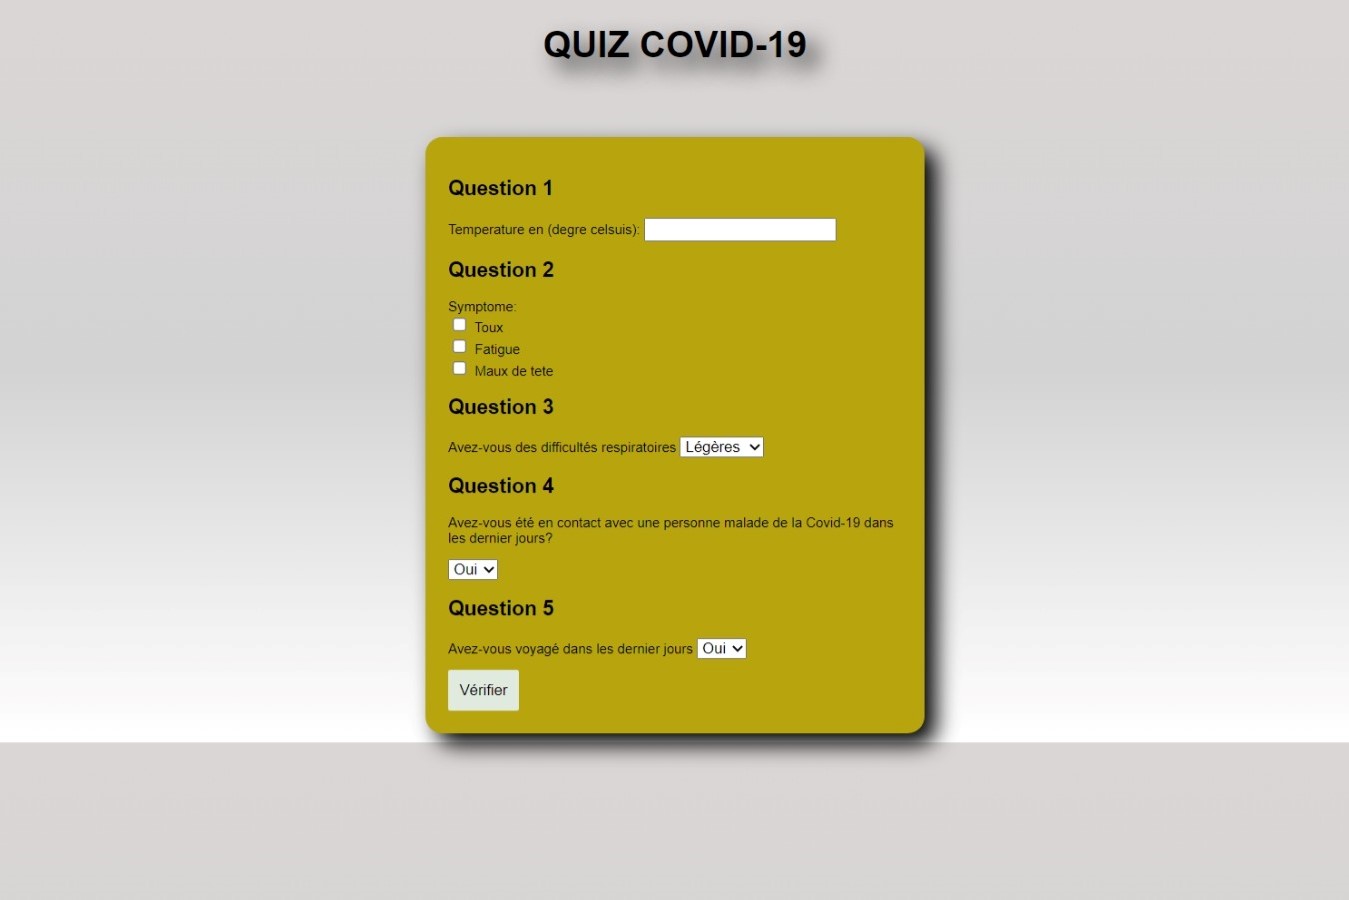 QUIZ COVID-19
Question 1
Temperature en (degre celsuis):
Question 2
Symptome:
Toux
Fatigue
Maux de tete
Question 3
Avez-vous des difficultés respiratoires Légères
Question 4
Avez-vous été en contact avec une personne malade de la Covid-19 dans
les dernier jours?
Oui
Question 5
Avez-vous voyagé dans les dernier jours Oui
Vérifier